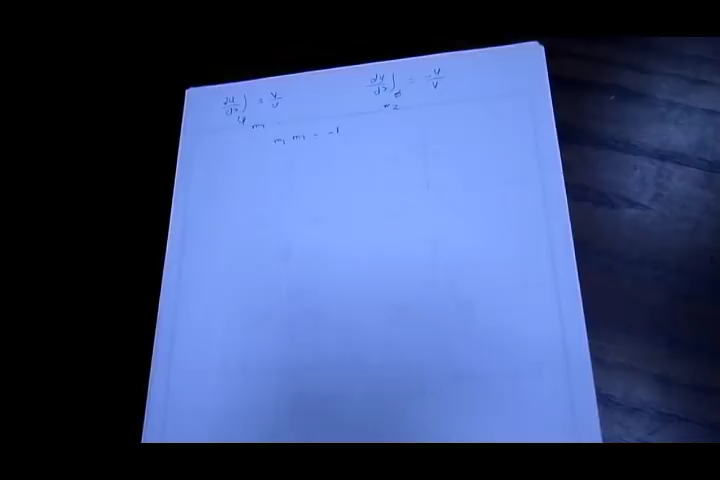 dy/dx)ψ = v/u dy/dx)φ = -u/v
m1 m2
m1 m2 = -1